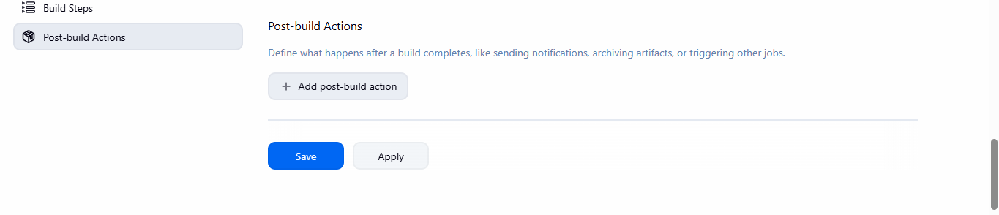 Build Steps
Post-build Actions
Post-build Actions
Define what happens after a build completes, like sending notifications, archiving artifacts, or triggering other jobs.
Add post-build action
Save
Apply